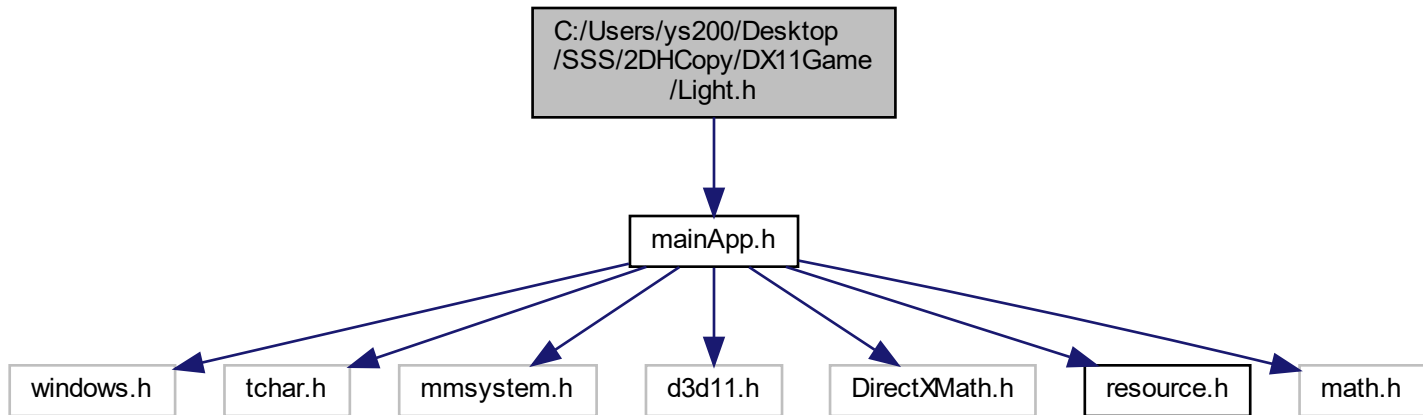 C:/Users/ys200/Desktop
/SSS/2DHCopy/DX11Game
/Light.h
mainApp.h
windows.h
tchar.h
mmsystem.h
d3d11.h
DirectXMath.h
resource.h
math.h